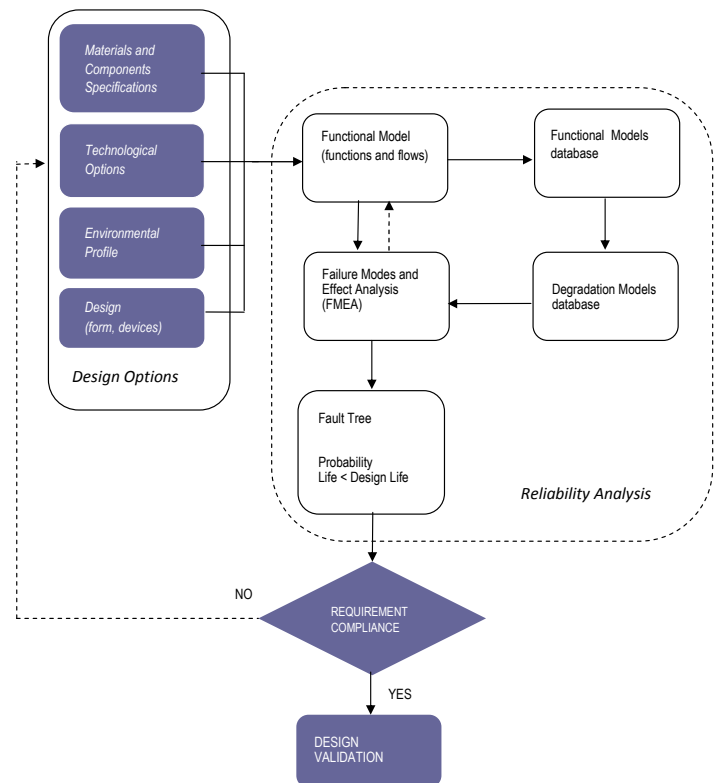 Materials and
Components
Specifications
Technological
Options
Environmental
Profile
Design
(form, devices)
Design Options
Functional Model
(functions and flows)
Functional Models
database
Failure Modes and
Effect Analysis
(FMEA)
Degradation Models
database
Fault Tree
Probability
Life < Design Life
Reliability Analysis
NO
REQUIREMENT
COMPLIANCE
YES
DESIGN
VALIDATION